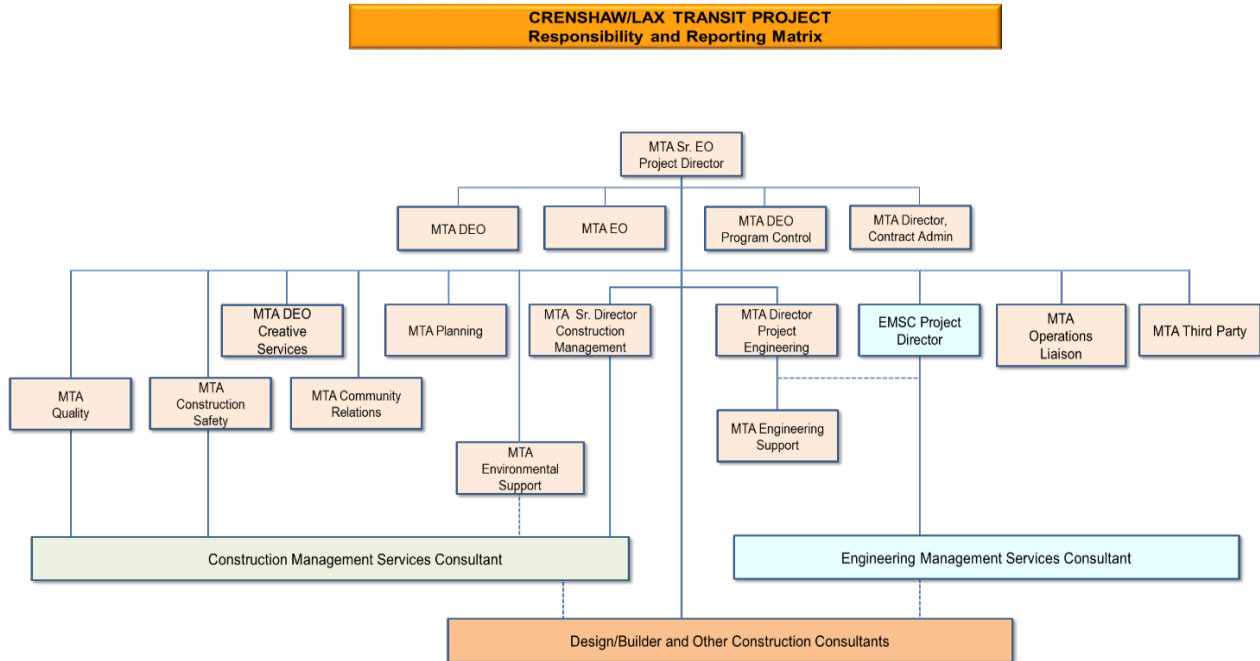 CRENSHAW/LAX TRANSIT PROJECT
Responsibility and Reporting Matrix
MTA Sr. EO
Project Director
MTA DEO
MTA EO
MTA DEO
Program Control
MTA Director,
Contract Admin
MTA DEO
Creative
Services
MTA Planning
MTA Sr. Director
Construction
Management
MTA Director
Project
Engineering
EMSC Project
Director
MTA
Operations
Liaison
MTA Third Party
MTA
Quality
MTA
Construction
Safety
MTA Community
Relations
MTA Engineering
Support
MTA
Environmental
Support
Construction Management Services Consultant
Engineering Management Services Consultant
Design/Builder and Other Construction Consultants